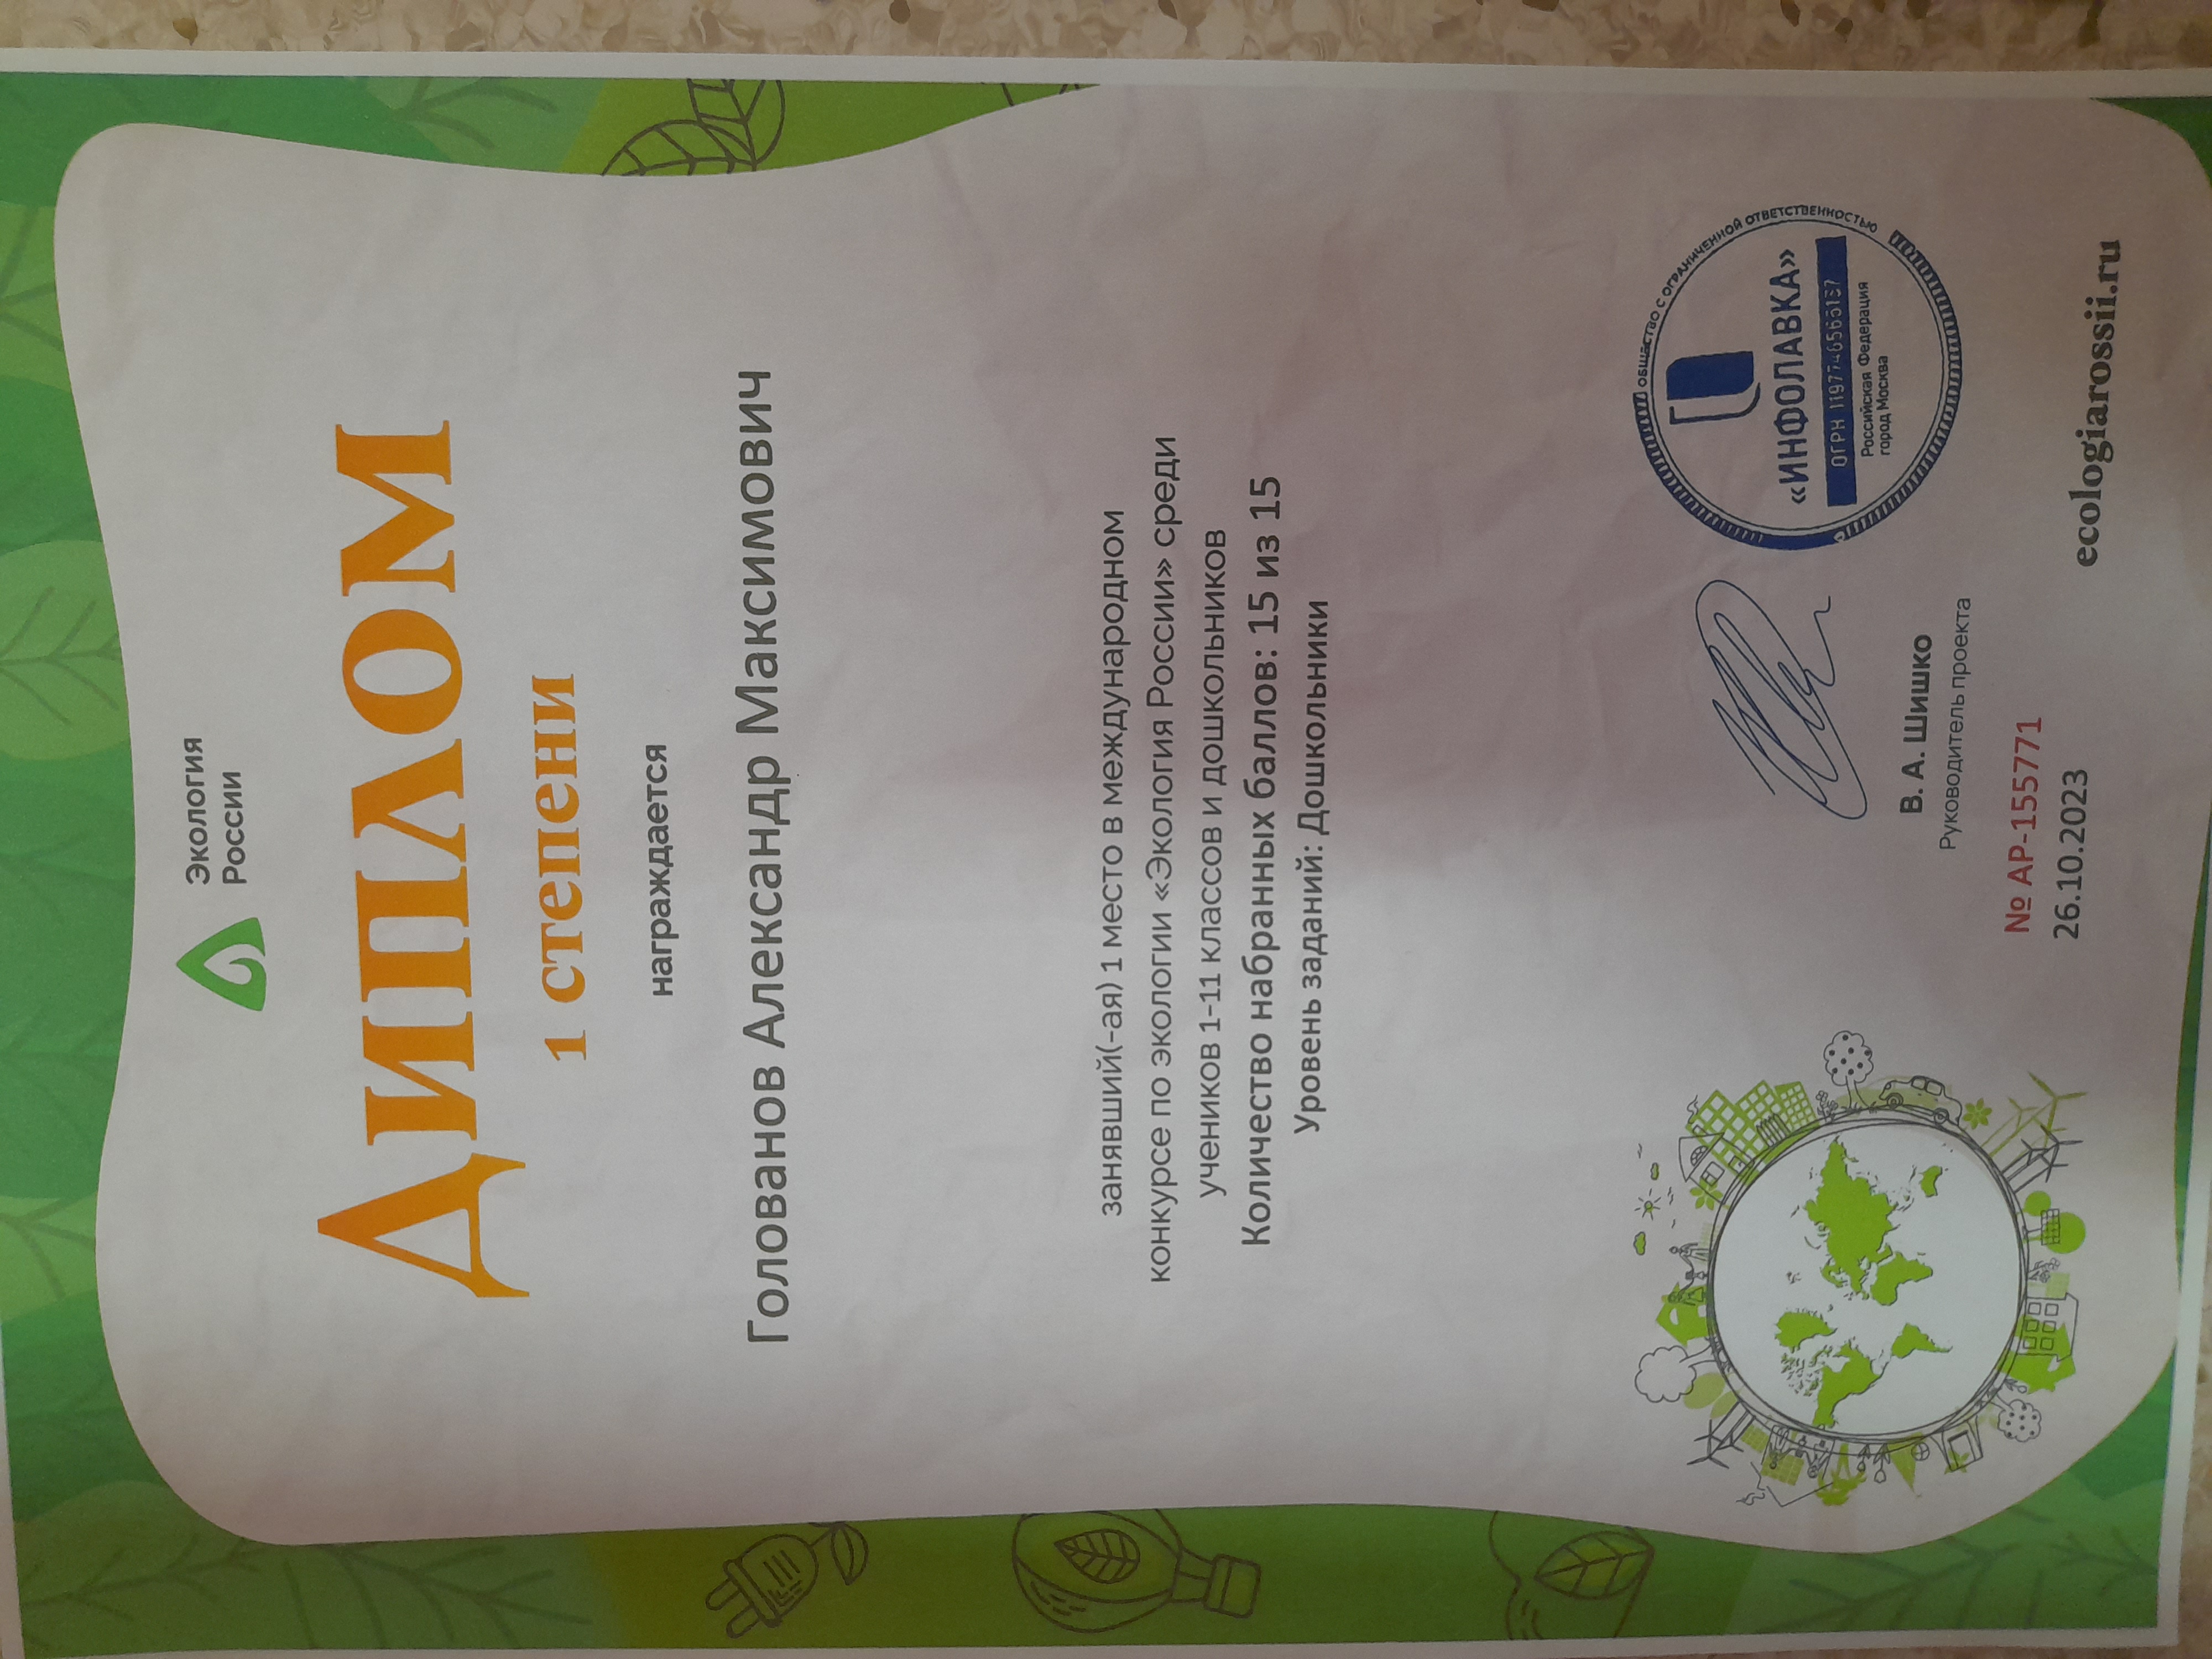 Экология
России
ДИПЛОМ
1 степени
награждается
Голованов Александр Максимович
занявший(-ая) 1 место в международном
конкурсе по экологии «Экология России» среди
учеников 1-11 классов и дошкольников
Количество набранных баллов: 15 из 15
Уровень заданий: Дошкольники
В. А. Шишко
Руководитель проекта
№ АР-155771
26.10.2023
ОБЩЕСТВО С ОГРАНИЧЕННОЙ ОТВЕТСТВЕННОСТЬЮ
«ИНФОЛАВКА»
ОГРН
Российская Федерация
город Москва
ecologiarossii.ru